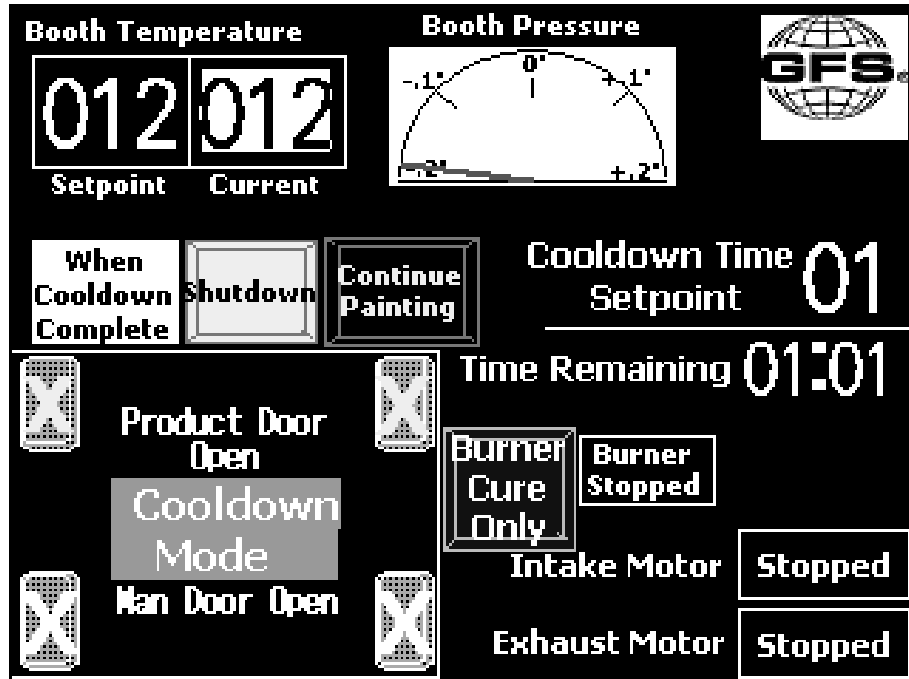 Booth Temperature
Booth Pressure
012 012
Setpoint Current
-.1" 0" +.1"
-.2" +.2"
GFS
When
Cooldown
Complete
Shutdown
Continue
Painting
Cooldown Time
Setpoint
01
Time Remaining 01:01
X X
Product Door
Open
Cooldown
Mode
Man Door Open
X X
Burner
Cure
Only
Burner
Stopped
Intake Motor Stopped
Exhaust Motor Stopped